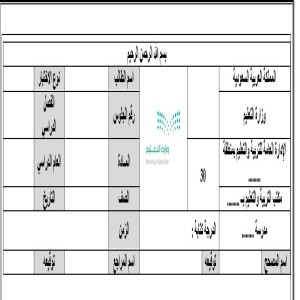 بسم الله الرحمن الرحيم
المملكة العربية السعودية
اسم الطالب
نوع الاختبار
وزارة التعليم
رقم الجلوس
الفصل الدراسي
وزارة التعليم
Ministry of Education
الإدارة العامة للتربية والتعليم بمنطقة ..........
30
المادة
العام الدراسي
مكتب التربية والتعليم بـ..........
الصف
التاريخ
مدرسة ..........
الدرجة كتابة :
الزمن
اسم المصحح
توقيعه
اسم المراجع
توقيعه